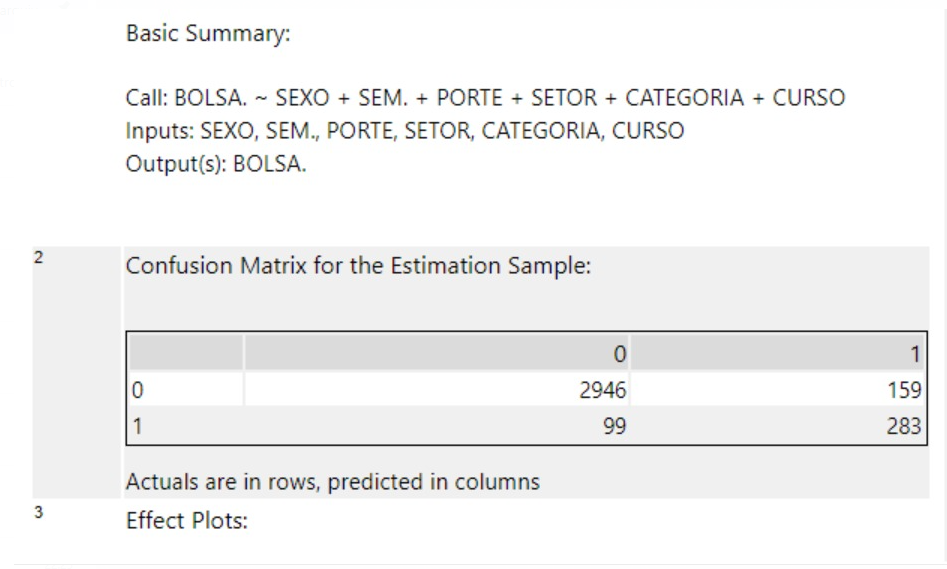 Basic Summary:
Call: BOLSA. ~ SEXO + SEM. + PORTE + SETOR + CATEGORIA + CURSO
Inputs: SEXO, SEM., PORTE, SETOR, CATEGORIA, CURSO
Output(s): BOLSA.
2 Confusion Matrix for the Estimation Sample:
0 1
0 2946 159
1 99 283
Actuals are in rows, predicted in columns
3 Effect Plots: